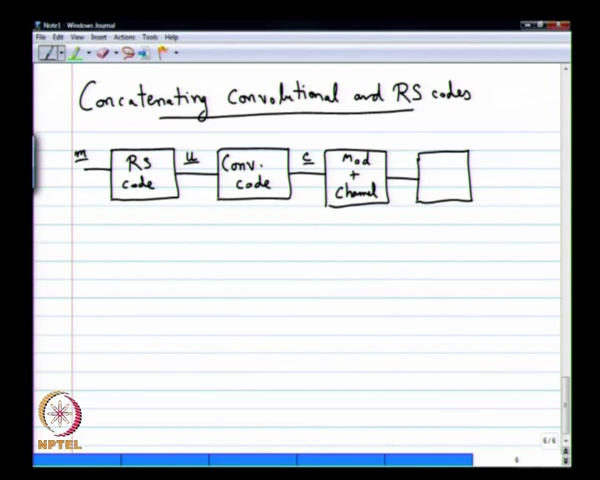 Note1 - Windows Journal
File Edit View Insert Actions Tools Help
Concatenating Convolutional and RS codes
m RS code u Conv. code c Mod + Channel
NPTEL
6/6
6